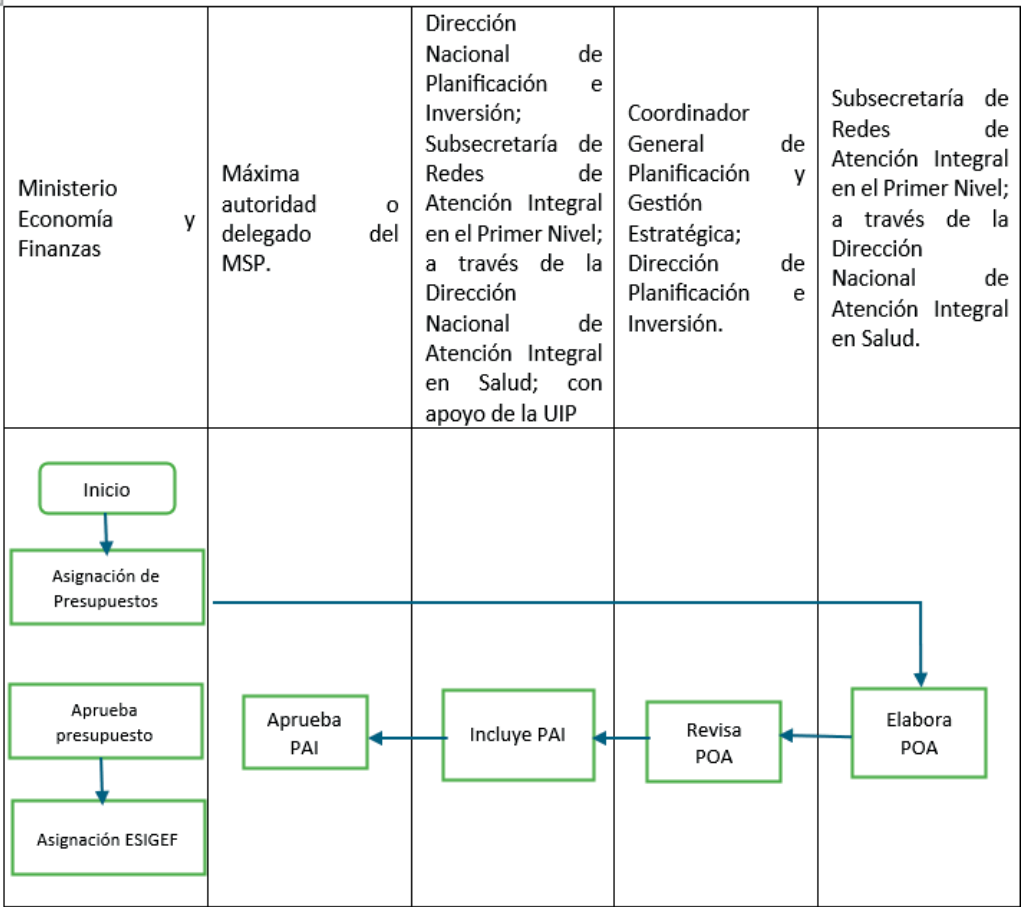 Ministerio
Economía y
Finanzas
Máxima
autoridad o
delegado del
MSP.
Dirección
Nacional de
Planificación e
Inversión;
Subsecretaría de
Redes de
Atención Integral
en el Primer Nivel;
a través de la
Dirección
Nacional de
Atención Integral
en Salud; con
apoyo de la UIP
Coordinador
General de
Planificación y
Gestión
Estratégica;
Dirección de
Planificación e
Inversión.
Subsecretaría de
Redes de
Atención Integral
en el Primer Nivel;
a través de la
Dirección
Nacional de
Atención Integral
en Salud.
Inicio
Asignación de
Presupuestos
Aprueba
presupuesto
Asignación ESIGEF
Aprueba
PAI
Incluye PAI
Revisa
POA
Elabora
POA